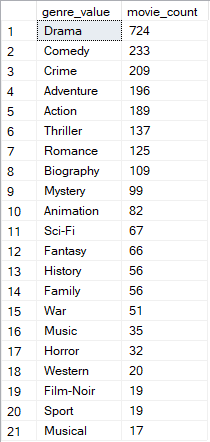 genre_value movie_count
1 Drama 724
2 Comedy 233
3 Crime 209
4 Adventure 196
5 Action 189
6 Thriller 137
7 Romance 125
8 Biography 109
9 Mystery 99
10 Animation 82
11 Sci-Fi 67
12 Fantasy 66
13 History 56
14 Family 56
15 War 51
16 Music 35
17 Horror 32
18 Western 20
19 Film-Noir 19
20 Sport 19
21 Musical 17